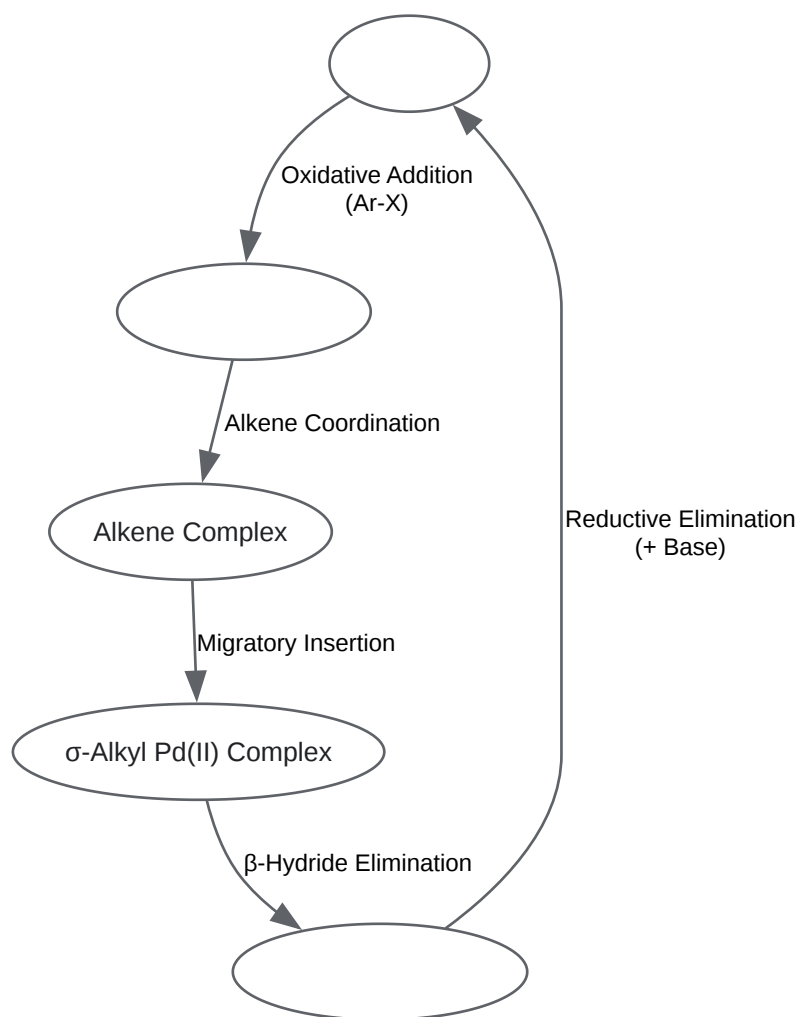 Oxidative Addition
(Ar-X)
Alkene Coordination
Alkene Complex
Reductive Elimination
(+ Base)
Migratory Insertion
σ-Alkyl Pd(II) Complex
β-Hydride Elimination